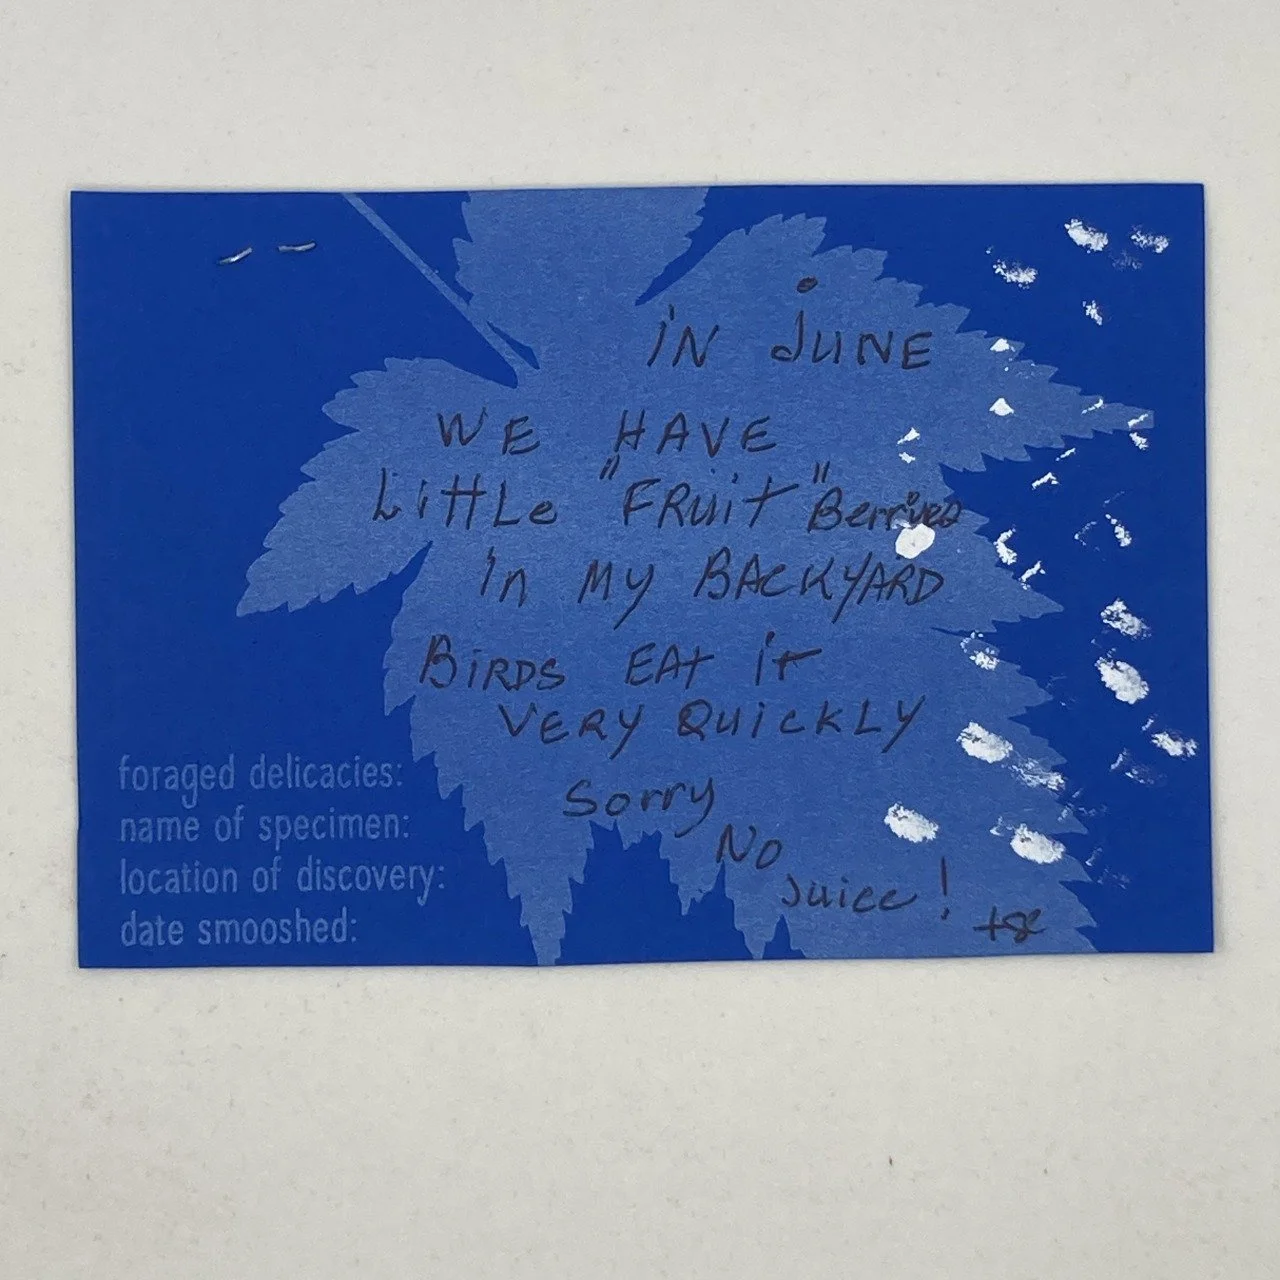 iN JUNE
WE HAVE
LittLe "FRuit" Berries
in MY BACKYARD
BiRDS EAt it
VERY QUiCKLY
Sorry
No
Juice!
foraged delicacies:
name of specimen:
location of discovery:
date smooshed: